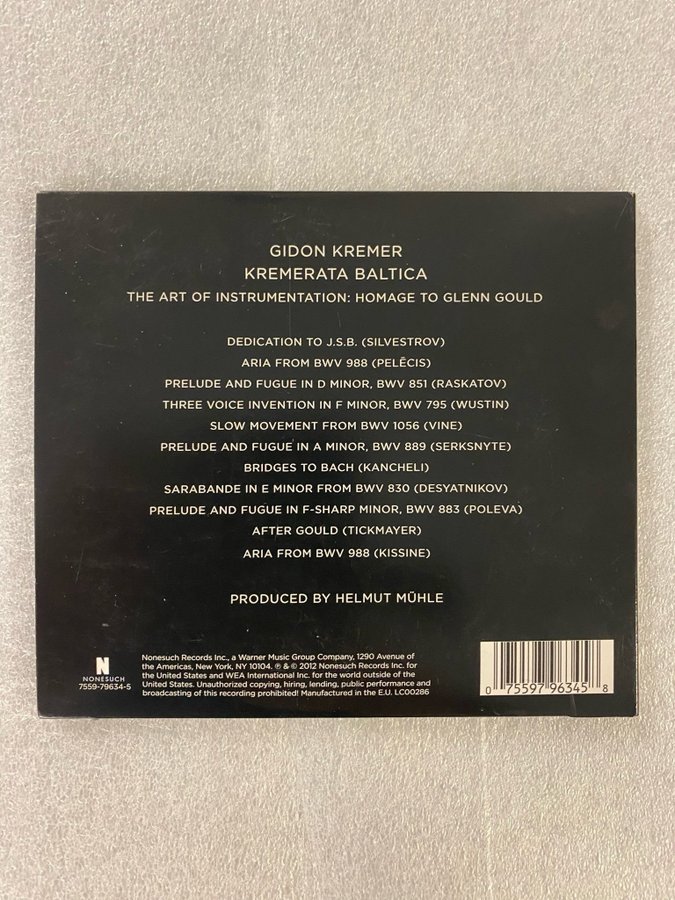 GIDON KREMER
KREMERATA BALTICA
THE ART OF INSTRUMENTATION: HOMAGE TO GLENN GOULD
DEDICATION TO J.S.B. (SILVESTROV)
ARIA FROM BWV 988 (PELĒCIS)
PRELUDE AND FUGUE IN D MINOR, BWV 851 (RASKATOV)
THREE VOICE INVENTION IN F MINOR, BWV 795 (WUSTIN)
SLOW MOVEMENT FROM BWV 1056 (VINE)
PRELUDE AND FUGUE IN A MINOR, BWV 889 (SERKSNYTE)
BRIDGES TO BACH (KANCHELI)
SARABANDE IN E MINOR FROM BWV 830 (DESYATNIKOV)
PRELUDE AND FUGUE IN F-SHARP MINOR, BWV 883 (POLEVA)
AFTER GOULD (TICKMAYER)
ARIA FROM BWV 988 (KISSINE)
PRODUCED BY HELMUT MÜHLE
N
NONESUCH
7559-79634-5
Nonesuch Records Inc., a Warner Music Group Company, 1290 Avenue of
the Americas, New York, NY 10104. ℗ & © 2012 Nonesuch Records Inc. for
the United States and WEA International Inc. for the world outside of the
United States. Unauthorized copying, hiring, lending, public performance and
broadcasting of this recording prohibited! Manufactured in the E.U. LC00286
0 75597 96345 8